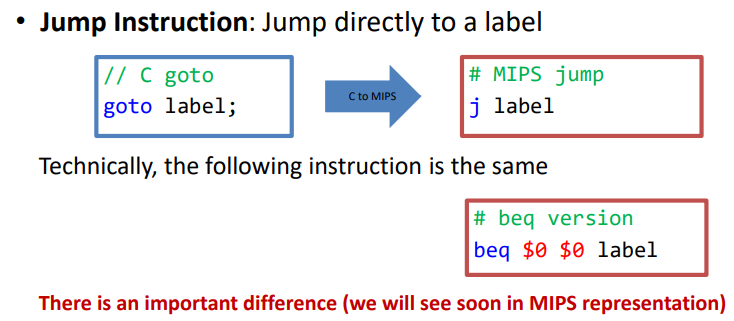 • Jump Instruction: Jump directly to a label
// C goto
goto label;
C to MIPS
# MIPS jump
j label
Technically, the following instruction is the same
# beq version
beq $0 $0 label
There is an important difference (we will see soon in MIPS representation)